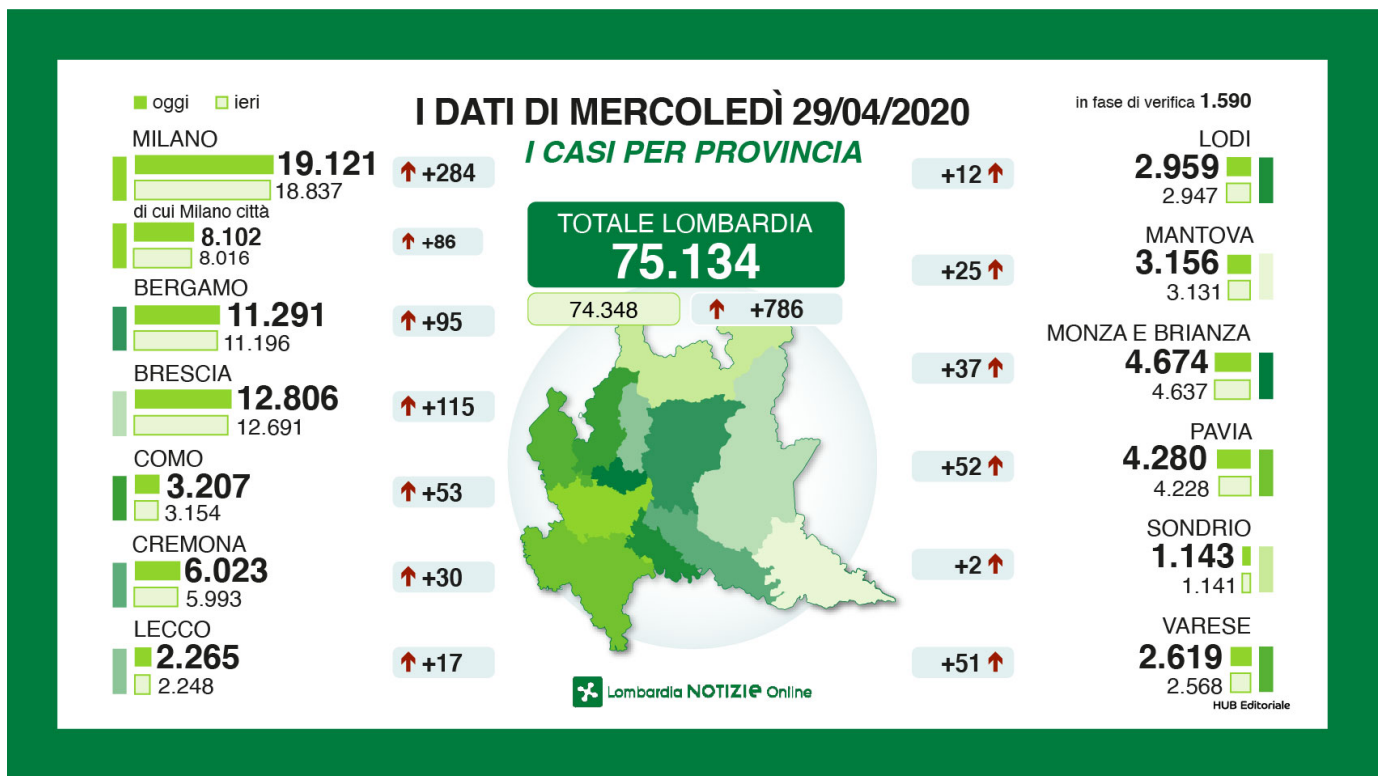 oggi ieri
I DATI DI MERCOLEDÌ 29/04/2020
I CASI PER PROVINCIA
in fase di verifica 1.590
MILANO
19.121
18.837
+284
di cui Milano città
8.102
8.016
+86
BERGAMO
11.291
11.196
+95
BRESCIA
12.806
12.691
+115
COMO
3.207
3.154
+53
CREMONA
6.023
5.993
+30
LECCO
2.265
2.248
+17
TOTALE LOMBARDIA
75.134
74.348
+786
LODI
+12
2.959
2.947
MANTOVA
+25
3.156
3.131
MONZA E BRIANZA
+37
4.674
4.637
PAVIA
+52
4.280
4.228
SONDRIO
+2
1.143
1.141
VARESE
+51
2.619
2.568
Lombardia NOTIZIe Online
HUB Editoriale